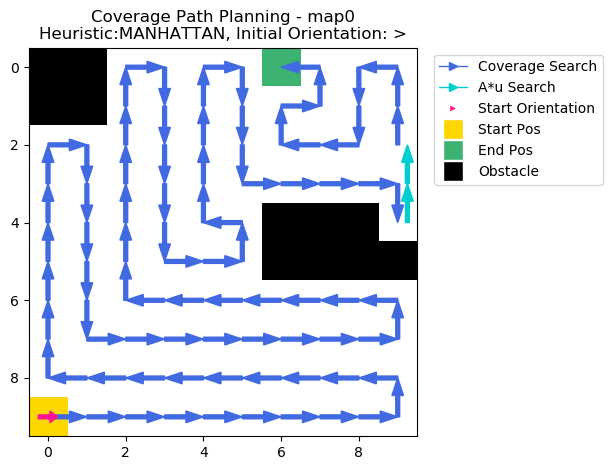 Coverage Path Planning - map0
Heuristic:MANHATTAN, Initial Orientation: >
Coverage Search
A*u Search
Start Orientation
Start Pos
End Pos
Obstacle
0
2
4
6
8
0 2 4 6 8